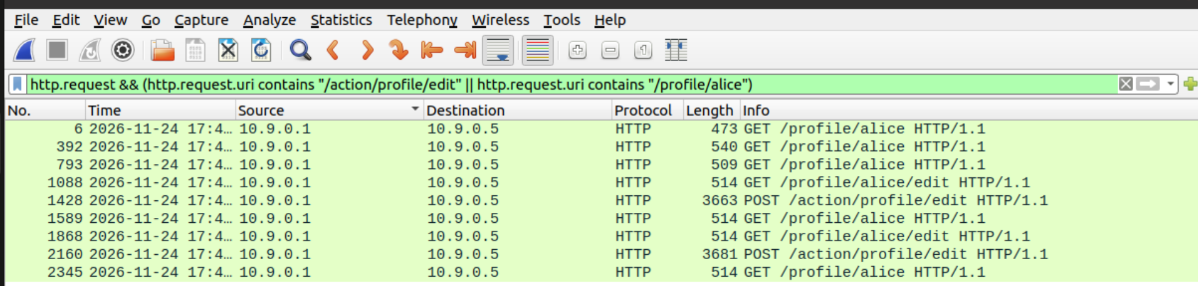 File Edit View Go Capture Analyze Statistics Telephony Wireless Tools Help
http.request && (http.request.uri contains "/action/profile/edit" || http.request.uri contains "/profile/alice")
No. Time Source Destination Protocol Length Info
6 2026-11-24 17:4… 10.9.0.1 10.9.0.5 HTTP 473 GET /profile/alice HTTP/1.1
392 2026-11-24 17:4… 10.9.0.1 10.9.0.5 HTTP 540 GET /profile/alice HTTP/1.1
793 2026-11-24 17:4… 10.9.0.1 10.9.0.5 HTTP 509 GET /profile/alice HTTP/1.1
1088 2026-11-24 17:4… 10.9.0.1 10.9.0.5 HTTP 514 GET /profile/alice/edit HTTP/1.1
1428 2026-11-24 17:4… 10.9.0.1 10.9.0.5 HTTP 3663 POST /action/profile/edit HTTP/1.1
1589 2026-11-24 17:4… 10.9.0.1 10.9.0.5 HTTP 514 GET /profile/alice HTTP/1.1
1868 2026-11-24 17:4… 10.9.0.1 10.9.0.5 HTTP 514 GET /profile/alice/edit HTTP/1.1
2160 2026-11-24 17:4… 10.9.0.1 10.9.0.5 HTTP 3681 POST /action/profile/edit HTTP/1.1
2345 2026-11-24 17:4… 10.9.0.1 10.9.0.5 HTTP 514 GET /profile/alice HTTP/1.1